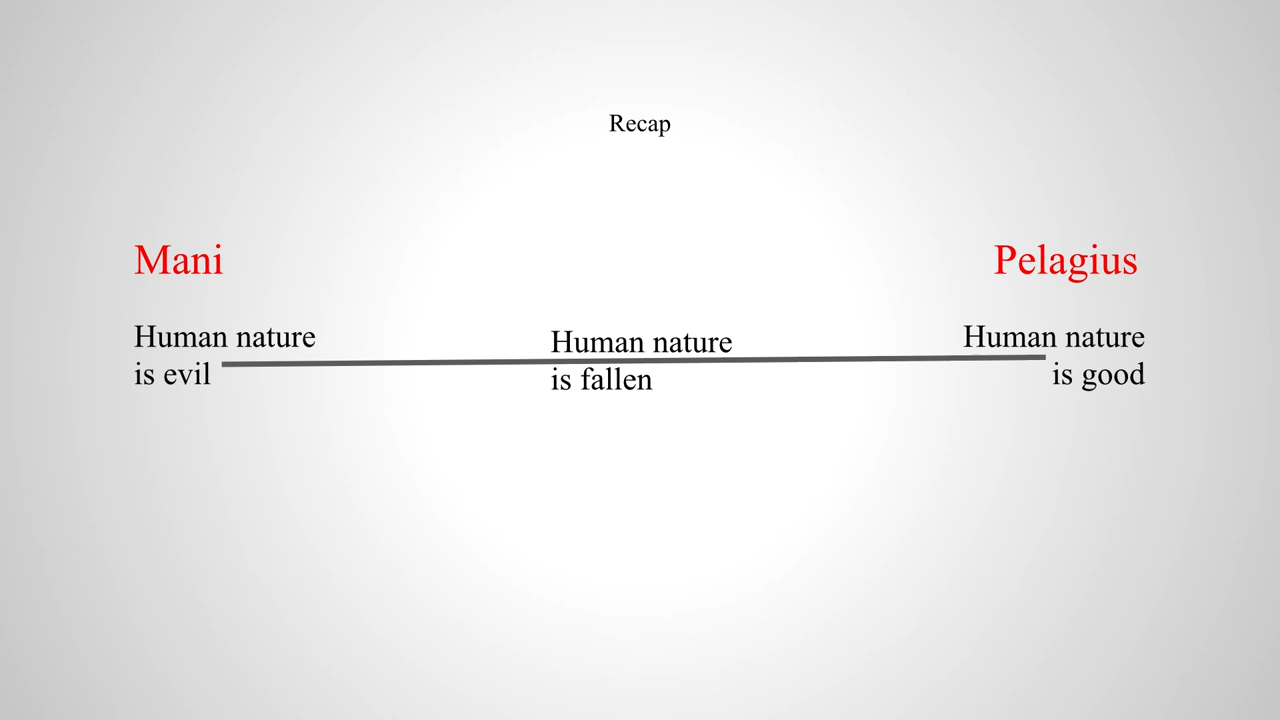 Recap
Mani
Pelagius
Human nature
is evil
Human nature
is fallen
Human nature
is good